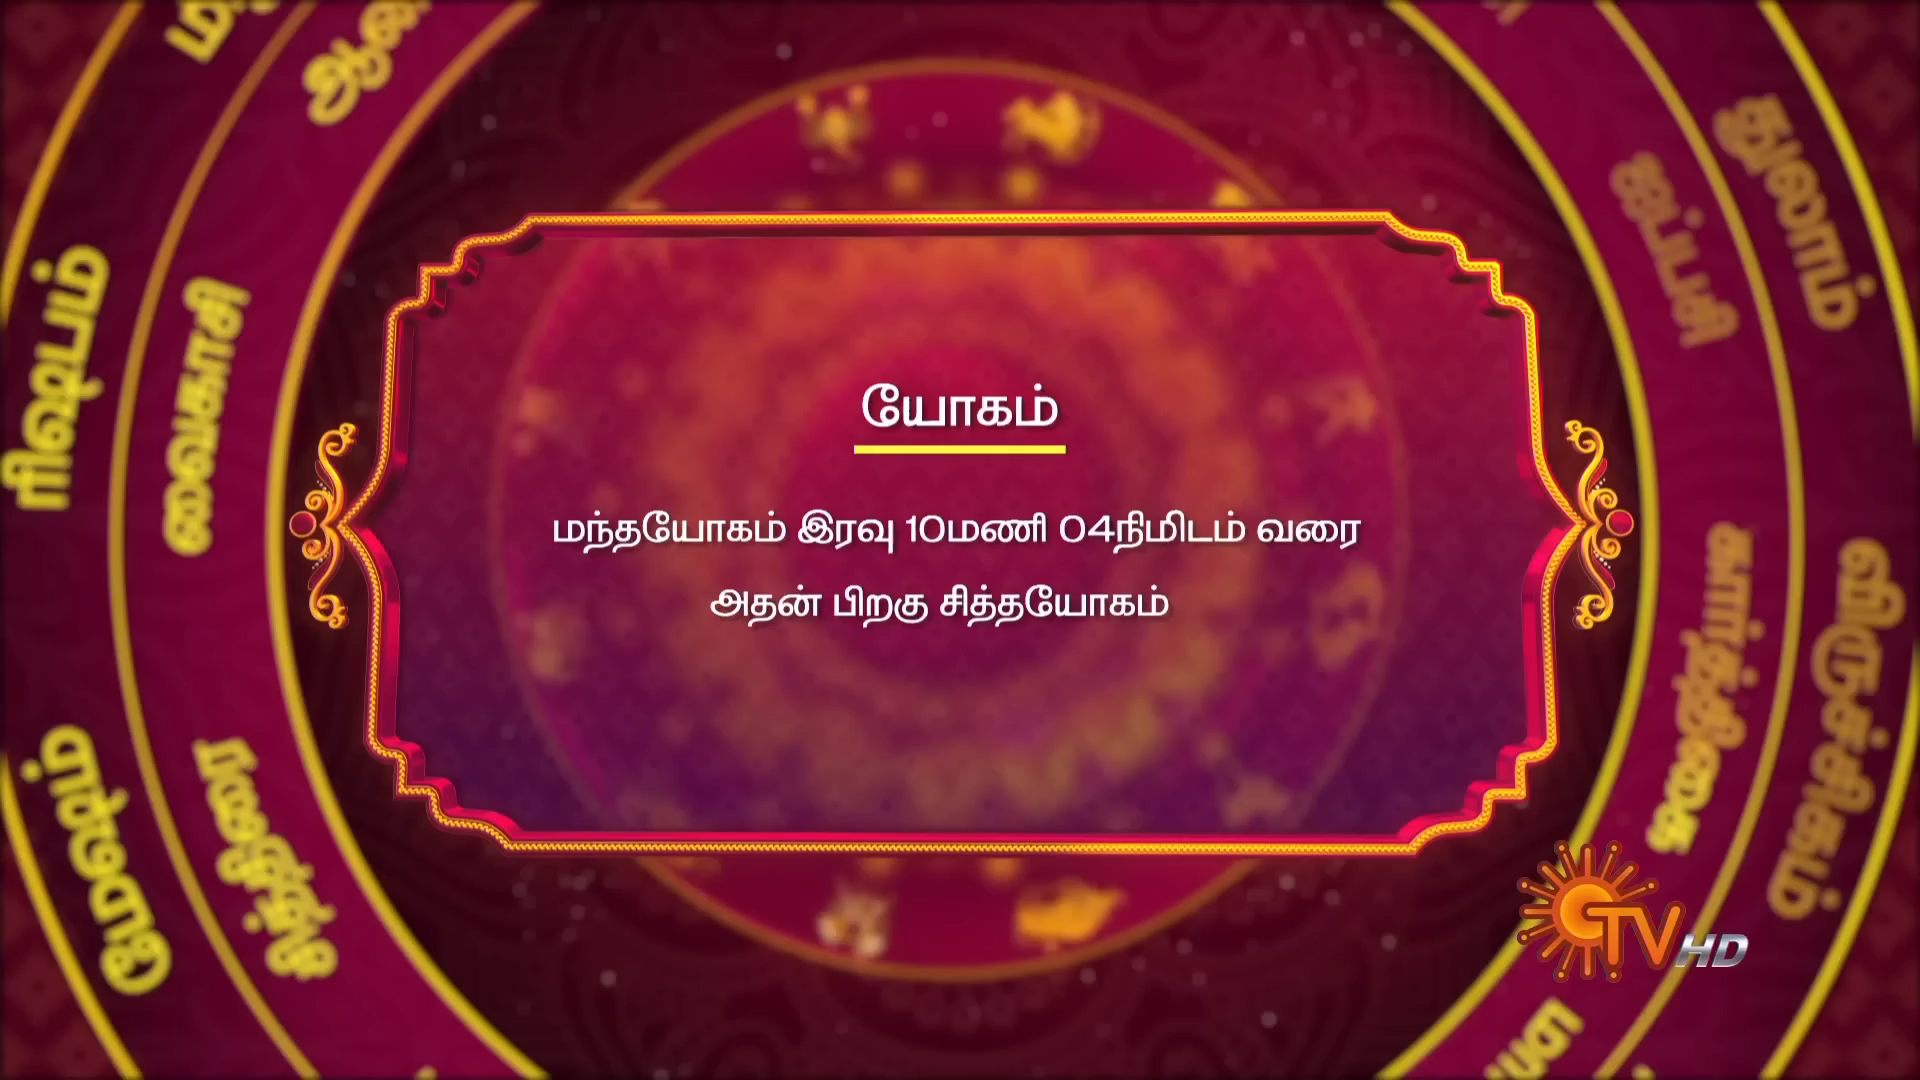 யோகம்
மந்தயோகம் இரவு 10மணி 04நிமிடம் வரை
அதன் பிறகு சித்தயோகம்
ரிஷபம்
வைகாசி
துலாம்
ஐப்பசி
கார்த்திகை
விருச்சிகம்
TV HD